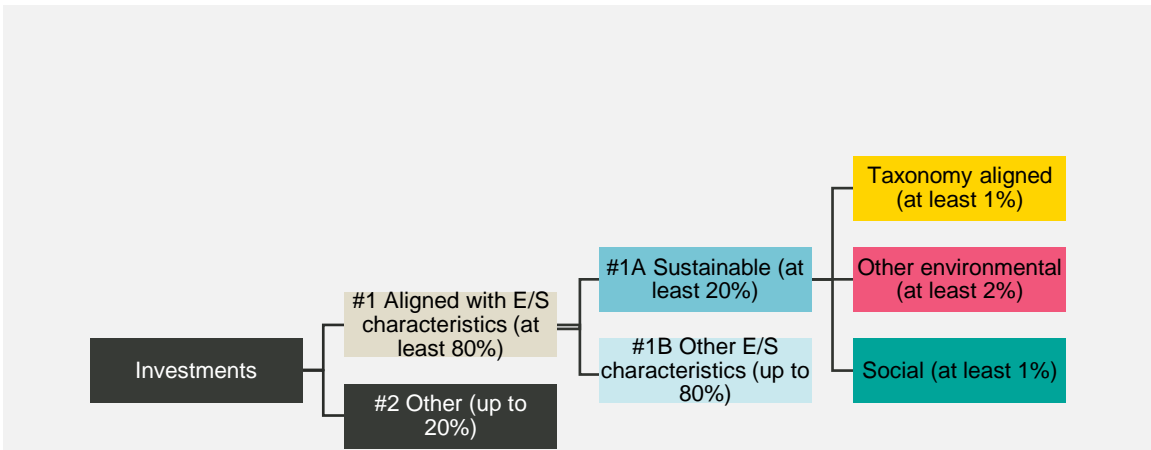 Investments
#1 Aligned with E/S
characteristics (at
least 80%)
#2 Other (up to
20%)
#1A Sustainable (at
least 20%)
#1B Other E/S
characteristics (up to
80%)
Taxonomy aligned
(at least 1%)
Other environmental
(at least 2%)
Social (at least 1%)